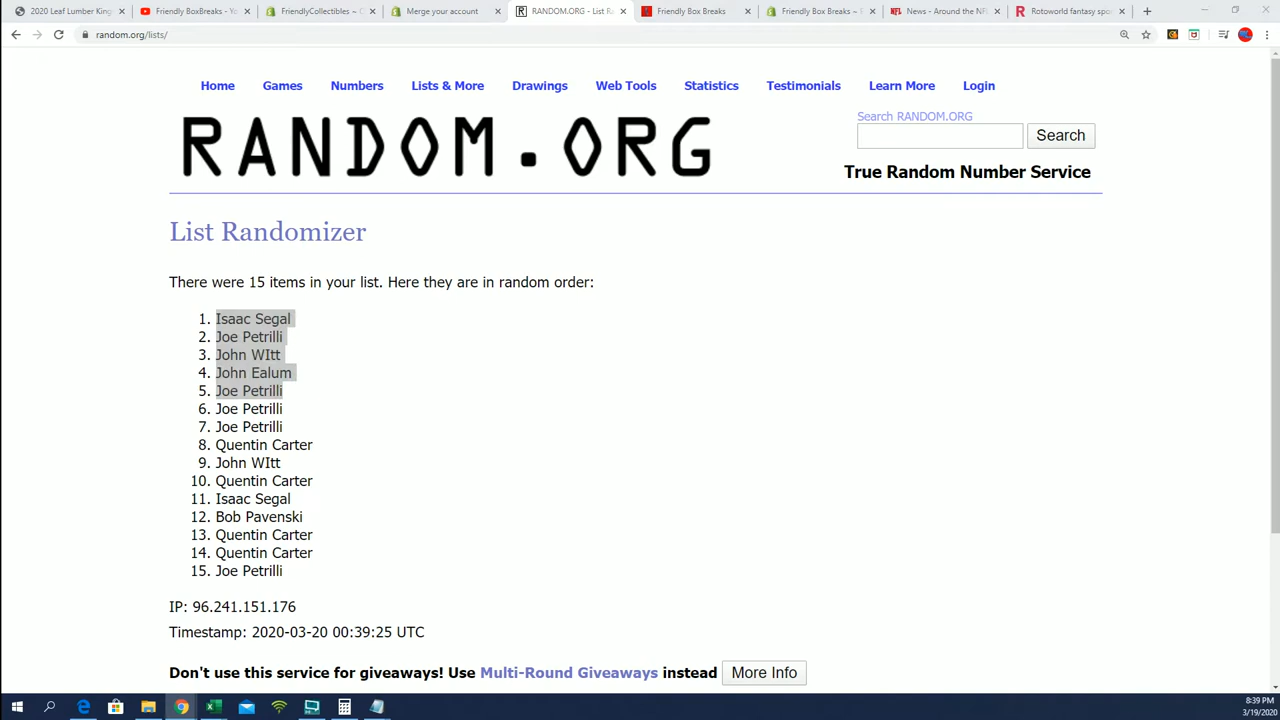 2020 Leaf Lumber King
Friendly BoxBreaks - Yo
FriendlyCollectibles ~ C
Merge your account
RANDOM.ORG - List R
Friendly Box Breaks
Friendly Box Breaks ~ F
News - Around the NFL
Rotoworld fantasy spo
random.org/lists/
Home Games Numbers Lists & More Drawings Web Tools Statistics Testimonials Learn More Login
RANDOM.ORG
Search RANDOM.ORG
Search
True Random Number Service
List Randomizer
There were 15 items in your list. Here they are in random order:
1. Isaac Segal
2. Joe Petrilli
3. John WItt
4. John Ealum
5. Joe Petrilli
6. Joe Petrilli
7. Joe Petrilli
8. Quentin Carter
9. John WItt
10. Quentin Carter
11. Isaac Segal
12. Bob Pavenski
13. Quentin Carter
14. Quentin Carter
15. Joe Petrilli
IP: 96.241.151.176
Timestamp: 2020-03-20 00:39:25 UTC
Don't use this service for giveaways! Use Multi-Round Giveaways instead More Info
8:39 PM
3/19/2020